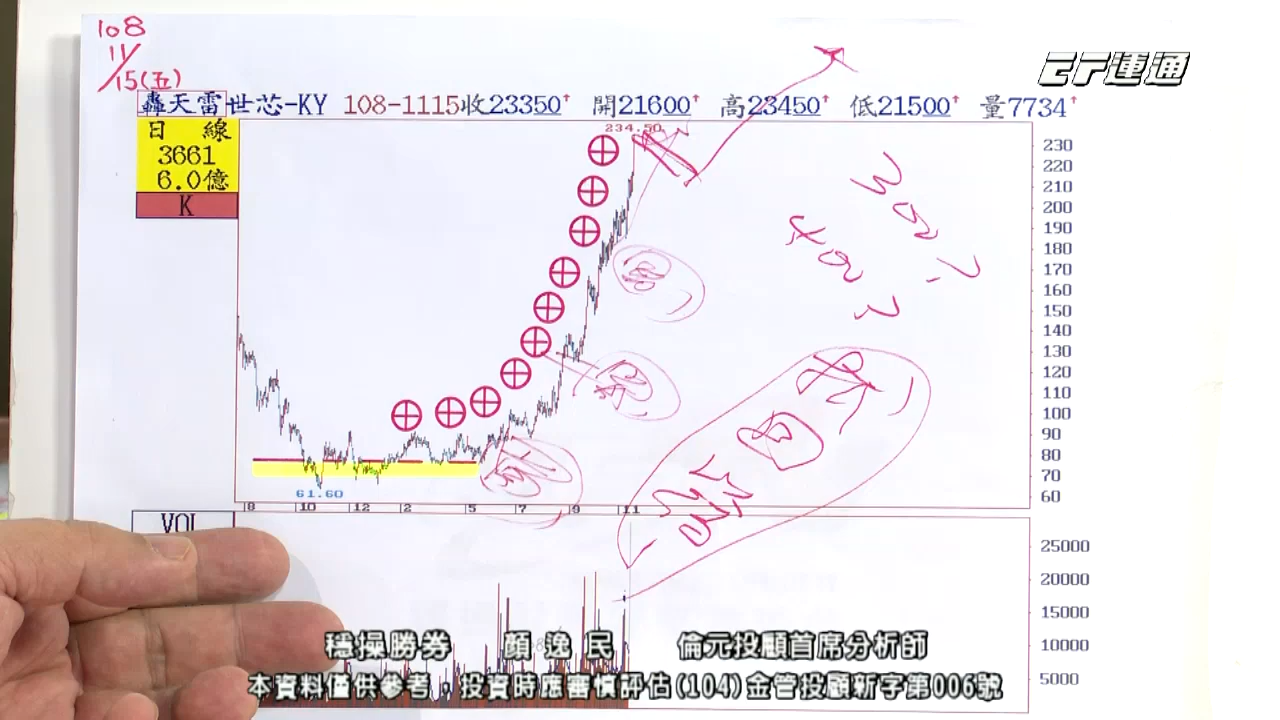 108
11/15(五)
CT運通
轟天雷世芯-KY 108-1115收23350↑ 開21600↑ 高23450↑ 低21500↑ 量7734↑
日 線
3661
6.0億
K
234.50
230
220
210
200
190
180
170
160
150
140
130
120
110
100
90
80
70
60
300?
400?
61.60
8 10 12 2 5 7 9 11
VOL
25000
20000
15000
10000
5000
穩操勝券 顏逸民 倫元投顧首席分析師
本資料僅供參考，投資時應審慎評估(104)金管投顧新字第006號